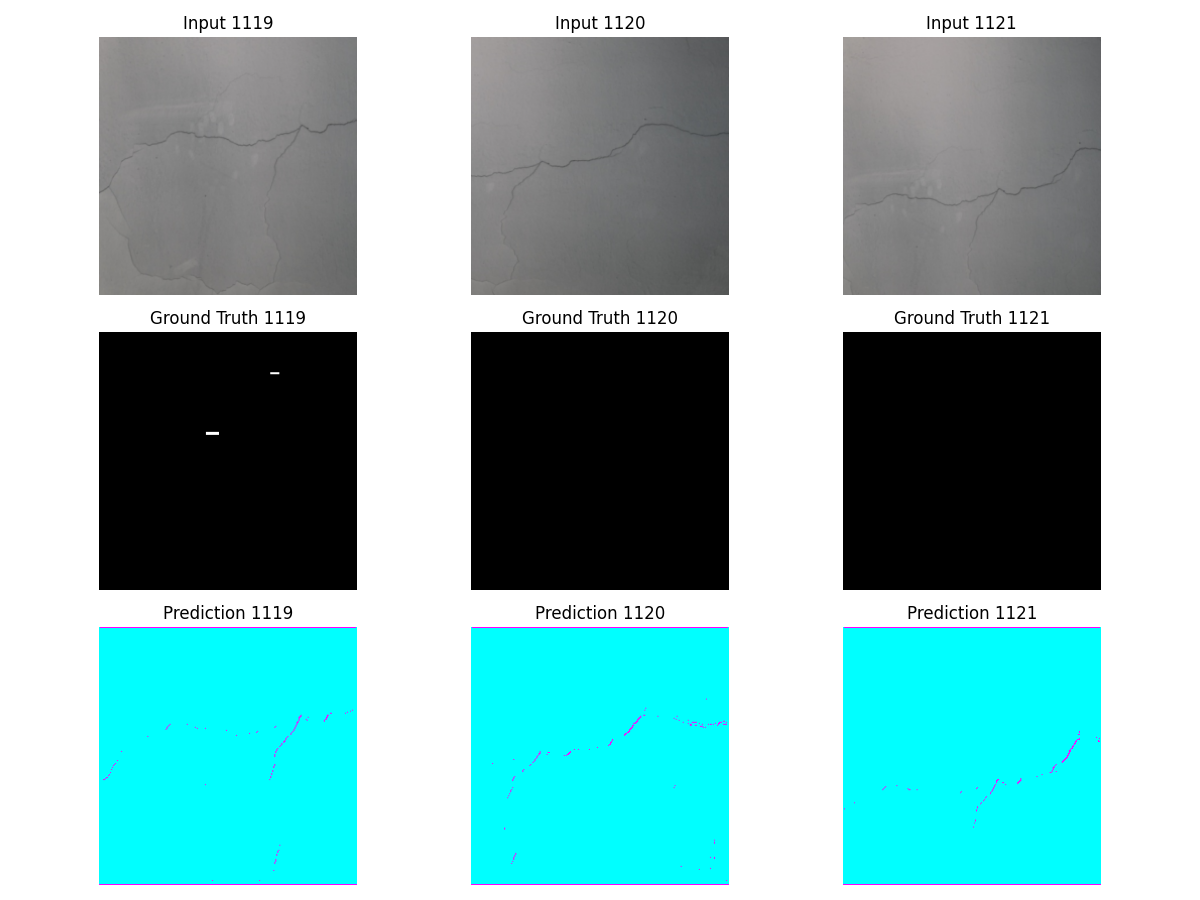 Input 1119
Input 1120
Input 1121
Ground Truth 1119
Ground Truth 1120
Ground Truth 1121
Prediction 1119
Prediction 1120
Prediction 1121